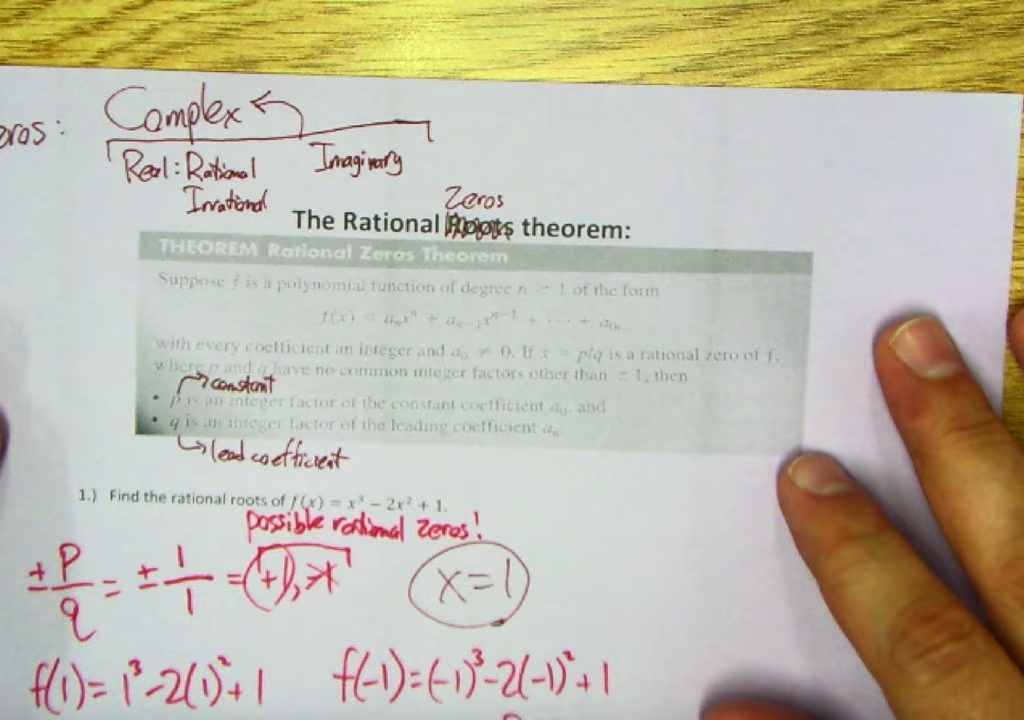 eros: Complex
Real: Rational Imaginary
Irrational
Zeros
The Rational Roots theorem:
THEOREM Rational Zeros Theorem
Suppose f is a polynomial function of degree n ≥ 1 of the form
f(x) = aₙxⁿ + aₙ₋₁xⁿ⁻¹ + ⋯ + a₀,
with every coefficient an integer and a₀ ≠ 0. If x = p/q is a rational zero of f,
where p and q have no common integer factors other than ±1, then
constant
• p is an integer factor of the constant coefficient a₀, and
• q is an integer factor of the leading coefficient aₙ
lead coefficient
1.) Find the rational roots of f(x) = x³ − 2x² + 1.
possible rational zeros!
± p/q = ± 1/1 = +1, -1 x=1
f(1) = 1³-2(1)²+1 f(-1)=(-1)³-2(-1)²+1